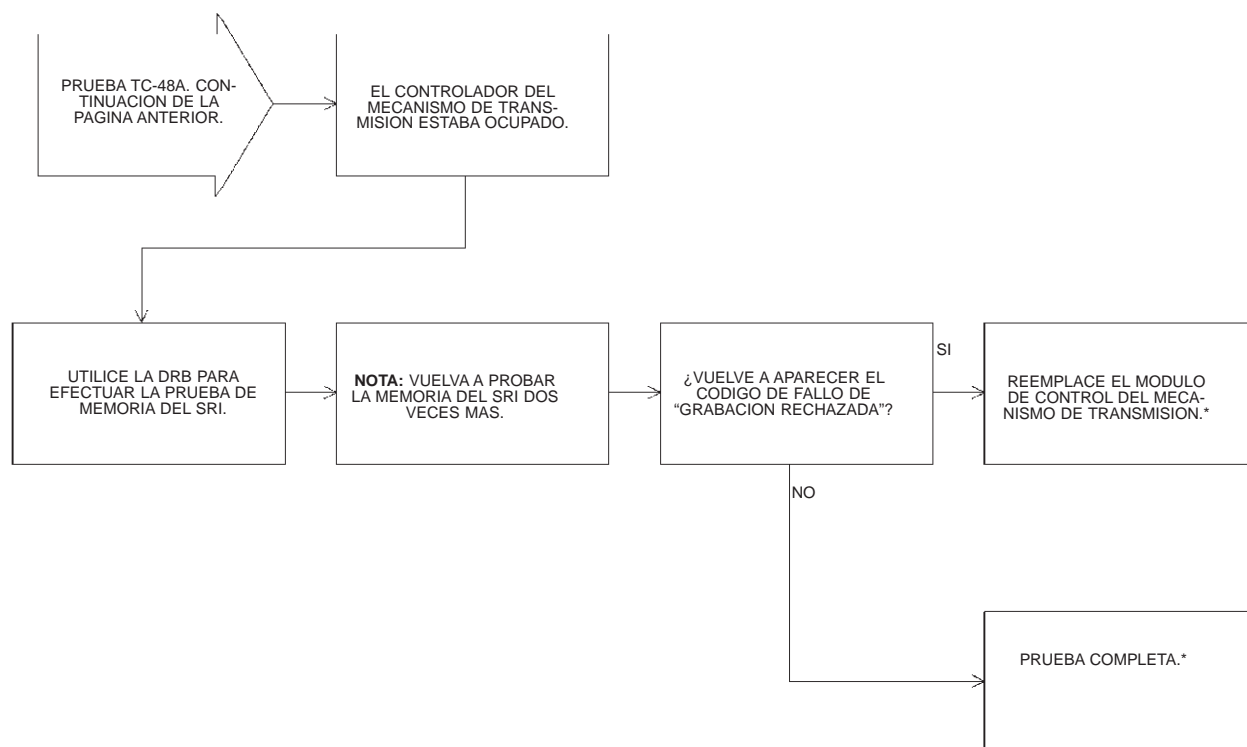 PRUEBA TC-48A. CON-
TINUACION DE LA
PAGINA ANTERIOR.
EL CONTROLADOR DEL
MECANISMO DE TRANS-
MISION ESTABA OCUPADO.
UTILICE LA DRB PARA
EFECTUAR LA PRUEBA DE
MEMORIA DEL SRI.
NOTA: VUELVA A PROBAR
LA MEMORIA DEL SRI DOS
VECES MAS.
¿VUELVE A APARECER EL
CODIGO DE FALLO DE
“GRABACION RECHAZADA”?
SI
REEMPLACE EL MODULO
DE CONTROL DEL MECA-
NISMO DE TRANSMISION.*
NO
PRUEBA COMPLETA.*